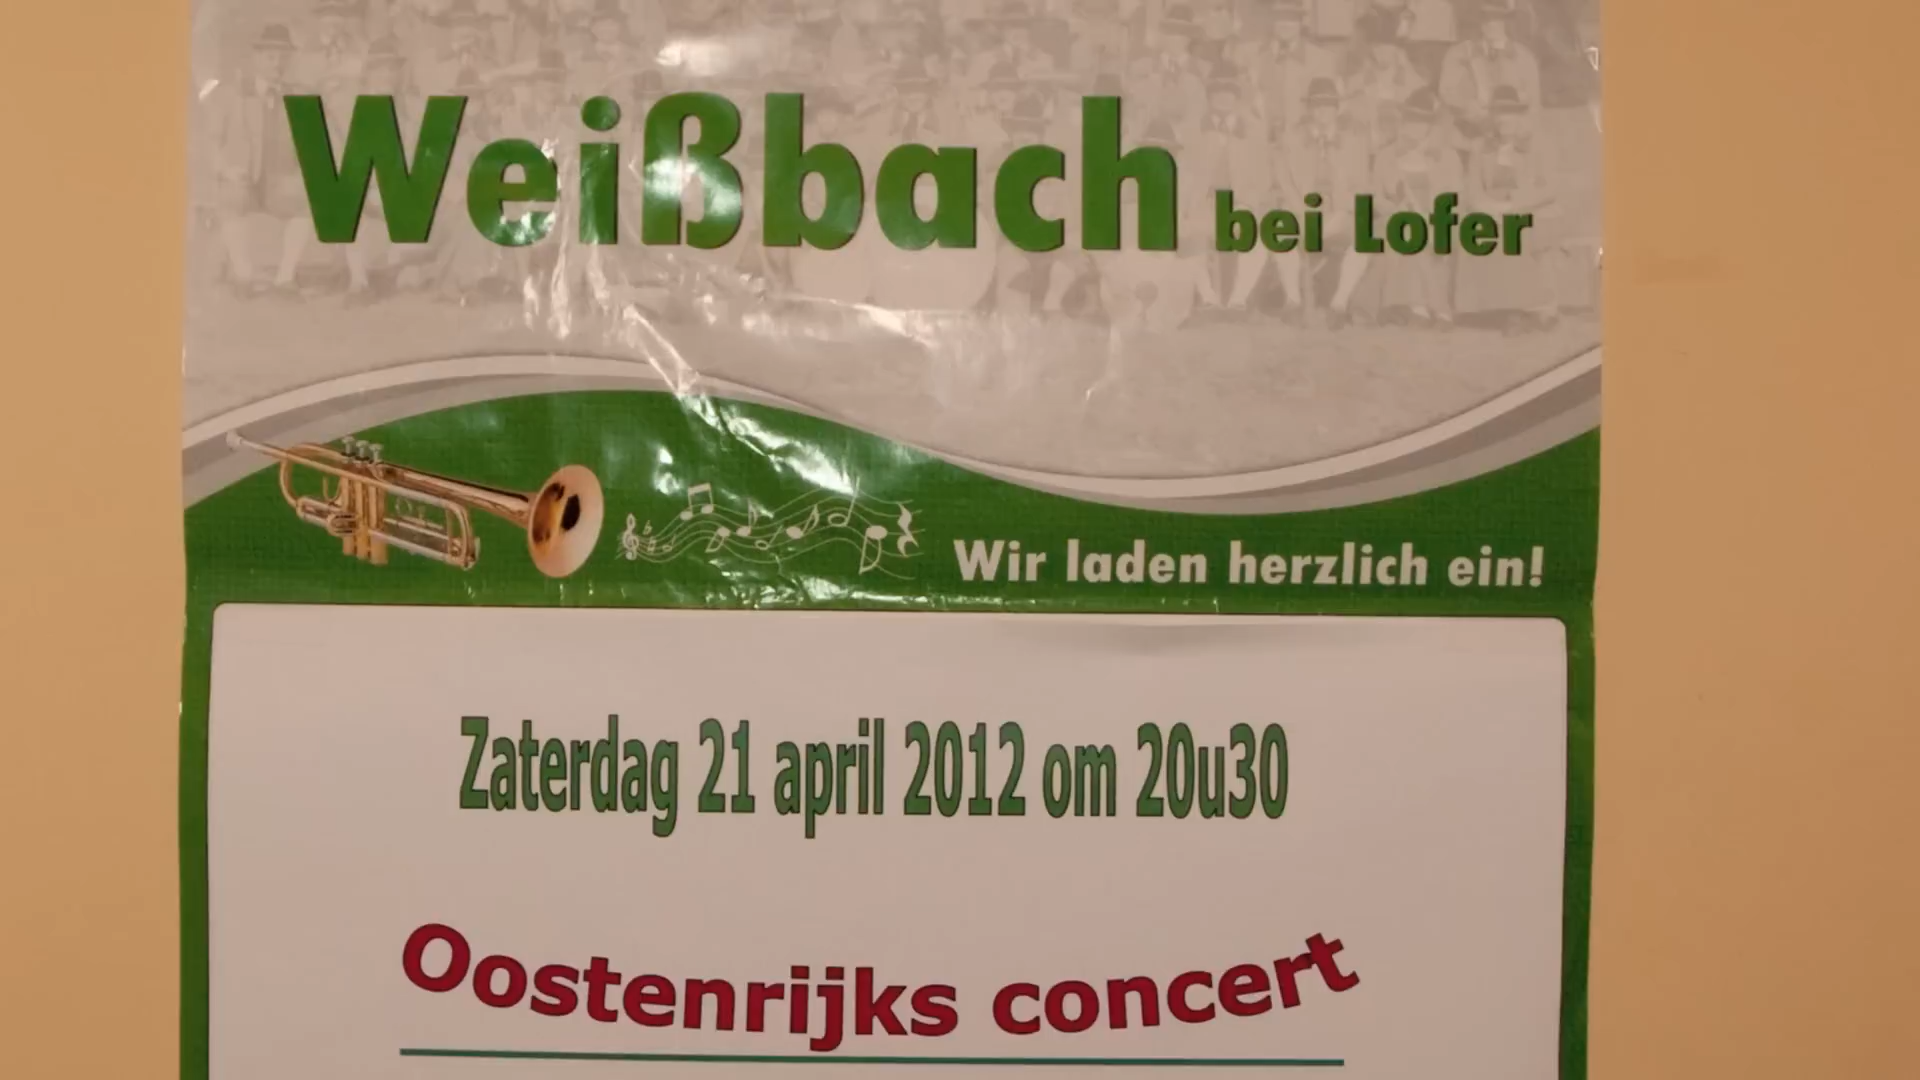 Weißbach bei Lofer
Wir laden herzlich ein!
Zaterdag 21 april 2012 om 20u30
Oostenrijks concert